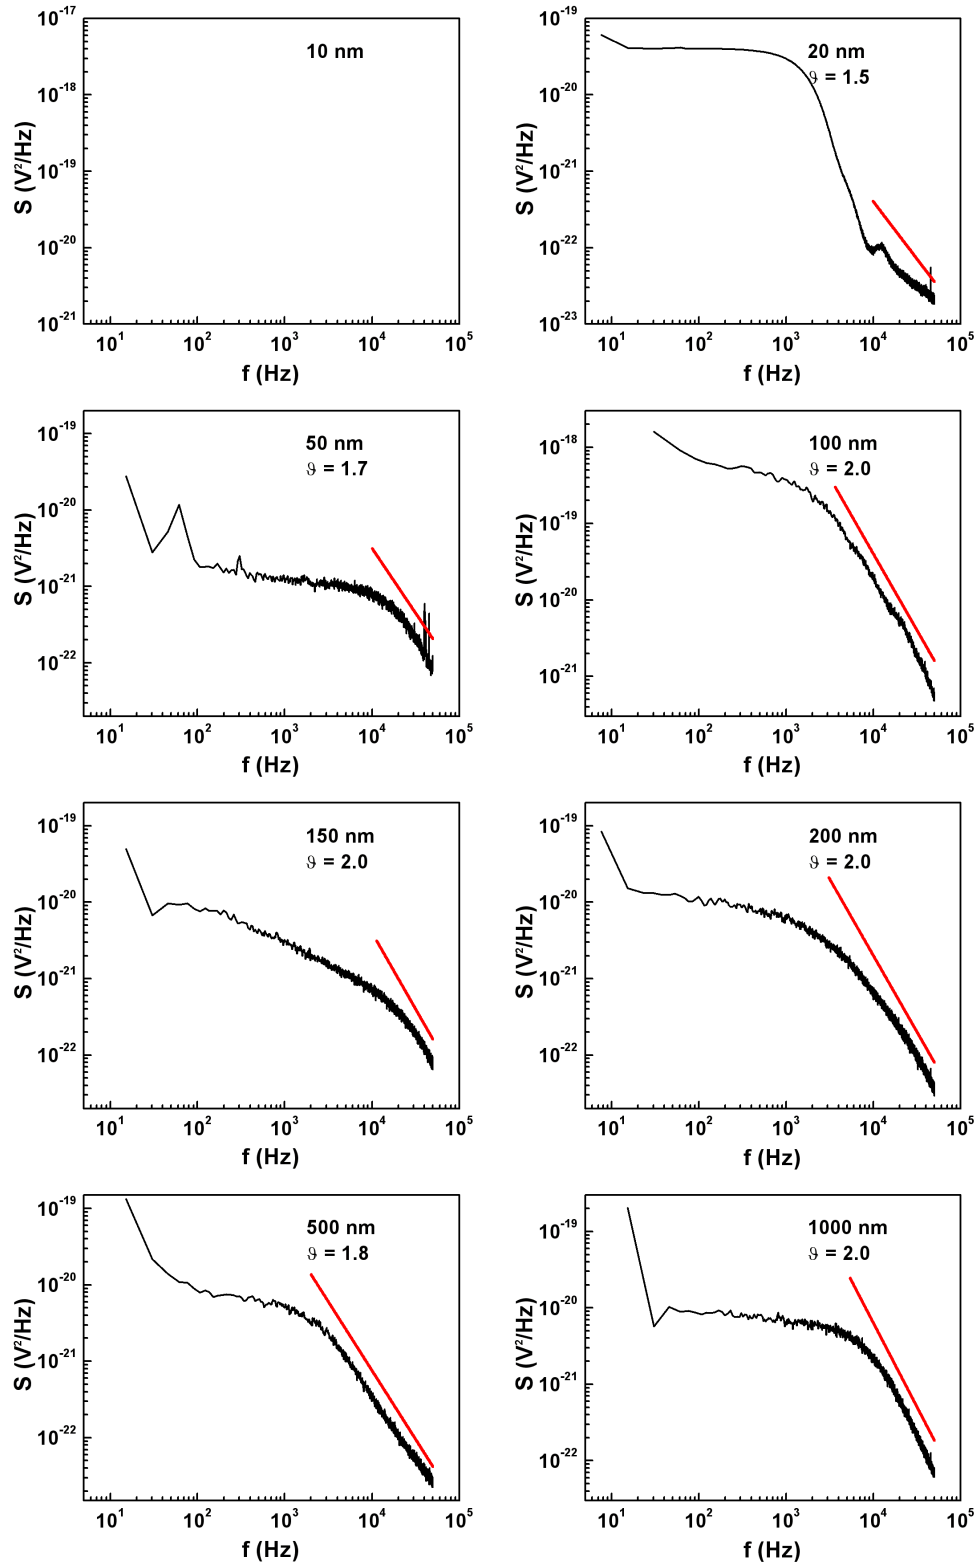 10 nm
S (V²/Hz)
10⁻¹⁷
10⁻¹⁸
10⁻¹⁹
10⁻²⁰
10⁻²¹
10¹ 10² 10³ 10⁴ 10⁵
f (Hz)
20 nm
ϑ = 1.5
S (V²/Hz)
10⁻¹⁹
10⁻²⁰
10⁻²¹
10⁻²²
10⁻²³
10¹ 10² 10³ 10⁴ 10⁵
f (Hz)
50 nm
ϑ = 1.7
S (V²/Hz)
10⁻¹⁹
10⁻²⁰
10⁻²¹
10⁻²²
10¹ 10² 10³ 10⁴ 10⁵
f (Hz)
100 nm
ϑ = 2.0
S (V²/Hz)
10⁻¹⁸
10⁻¹⁹
10⁻²⁰
10⁻²¹
10¹ 10² 10³ 10⁴ 10⁵
f (Hz)
150 nm
ϑ = 2.0
S (V²/Hz)
10⁻¹⁹
10⁻²⁰
10⁻²¹
10⁻²²
10¹ 10² 10³ 10⁴ 10⁵
f (Hz)
200 nm
ϑ = 2.0
S (V²/Hz)
10⁻¹⁹
10⁻²⁰
10⁻²¹
10⁻²²
10¹ 10² 10³ 10⁴ 10⁵
f (Hz)
500 nm
ϑ = 1.8
S (V²/Hz)
10⁻¹⁹
10⁻²⁰
10⁻²¹
10⁻²²
10¹ 10² 10³ 10⁴ 10⁵
f (Hz)
1000 nm
ϑ = 2.0
S (V²/Hz)
10⁻¹⁹
10⁻²⁰
10⁻²¹
10⁻²²
10¹ 10² 10³ 10⁴ 10⁵
f (Hz)